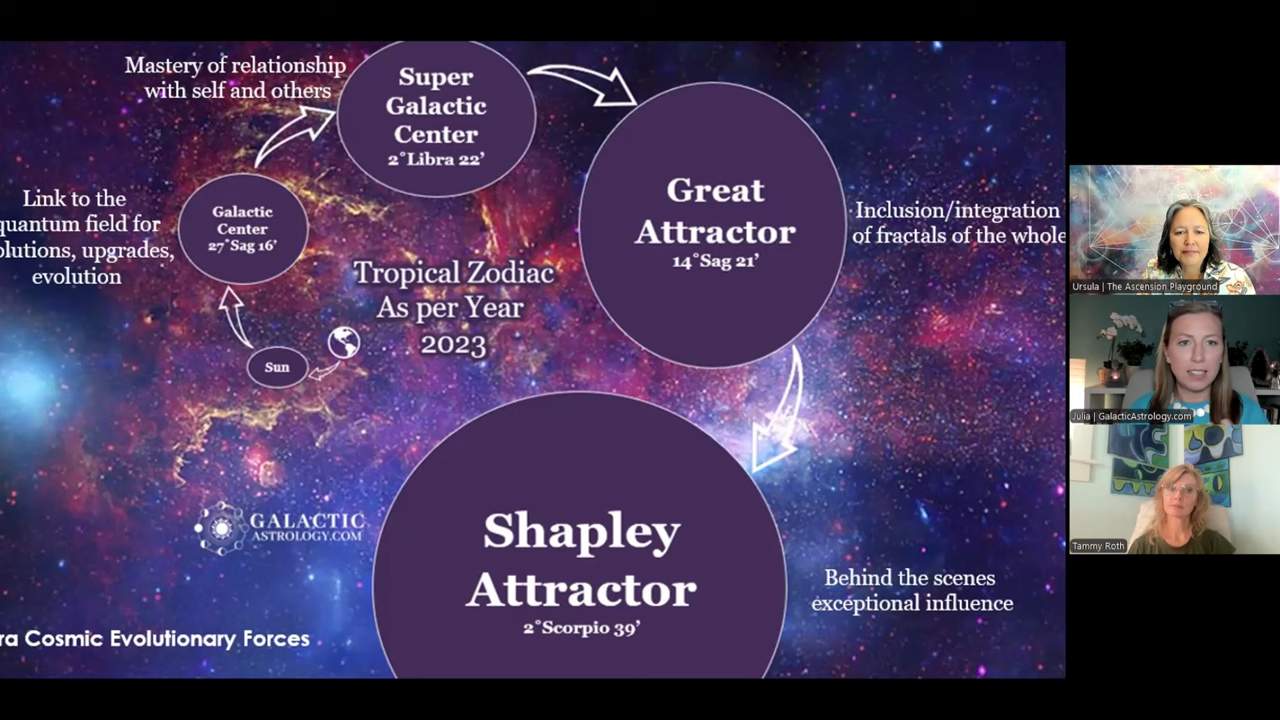 Mastery of relationship
with self and others
Super
Galactic
Center
2°Libra 22'
Link to the
quantum field for
olutions, upgrades,
evolution
Galactic
Center
27°Sag 16'
Great
Attractor
14°Sag 21'
Inclusion/integration
of fractals of the whole
Tropical Zodiac
As per Year
2023
Sun
GALACTIC
ASTROLOGY.COM
Shapley
Attractor
2°Scorpio 39'
Behind the scenes
exceptional influence
ra Cosmic Evolutionary Forces
Ursula | The Ascension Playground
Julia | GalacticAstrology.com
Tammy Roth